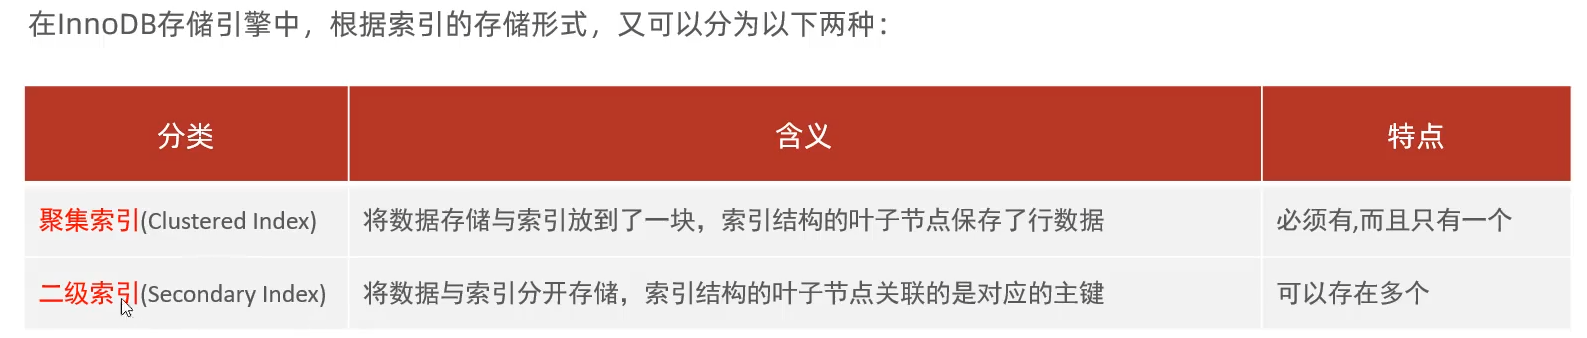 在InnoDB存储引擎中，根据索引的存储形式，又可以分为以下两种：
分类 含义 特点
聚集索引(Clustered Index) 将数据存储与索引放到了一块，索引结构的叶子节点保存了行数据 必须有,而且只有一个
二级索引(Secondary Index) 将数据与索引分开存储，索引结构的叶子节点关联的是对应的主键 可以存在多个